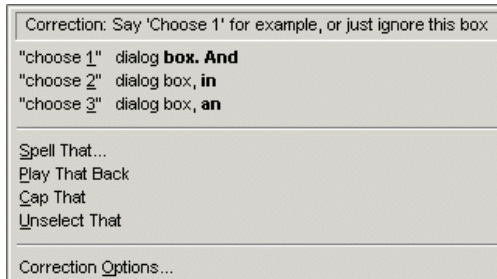 Correction: Say 'Choose 1' for example, or just ignore this box
"choose 1" dialog box. And
"choose 2" dialog box, in
"choose 3" dialog box, an
Spell That...
Play That Back
Cap That
Unselect That
Correction Options...